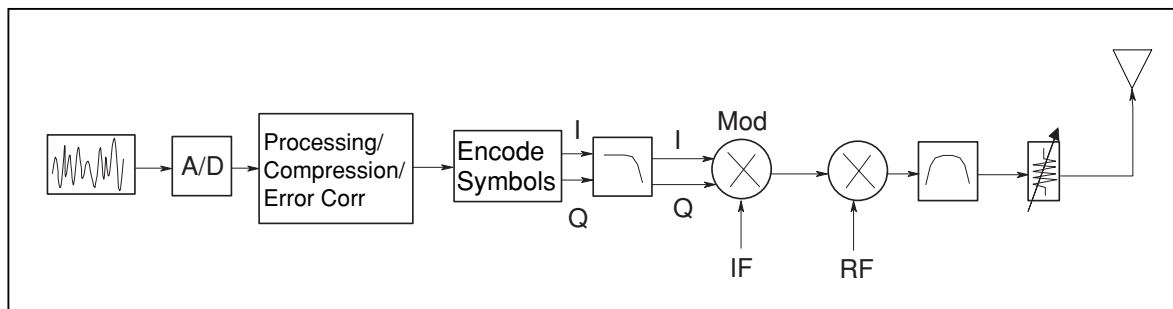 A/D
Processing/
Compression/
Error Corr
Encode
Symbols
I
Q
I
Q
Mod
IF
RF